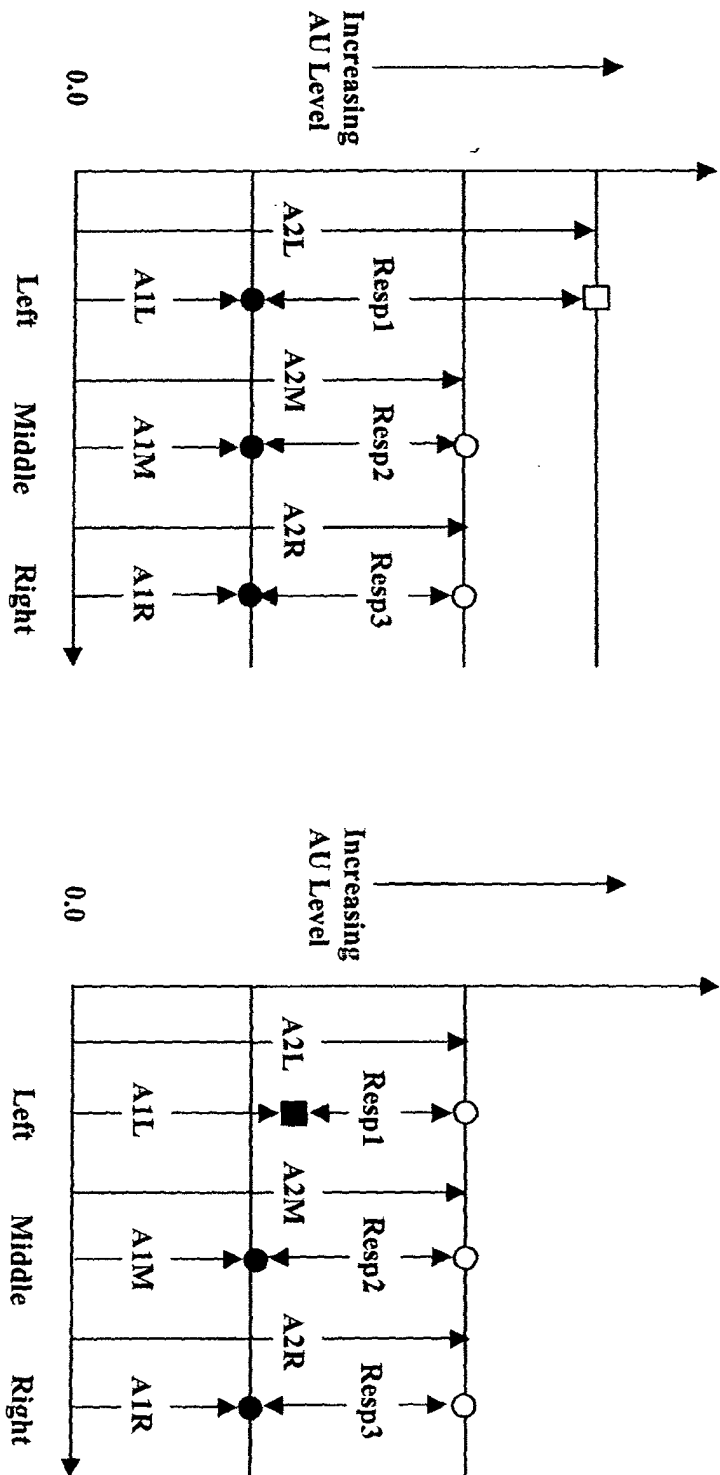 Increasing
AU Level
0.0
A2L
A1L
Resp1
A2M
A1M
Resp2
A2R
A1R
Resp3
Left
Middle
Right
Increasing
AU Level
0.0
A2L
A1L
Resp1
A2M
A1M
Resp2
A2R
A1R
Resp3
Left
Middle
Right